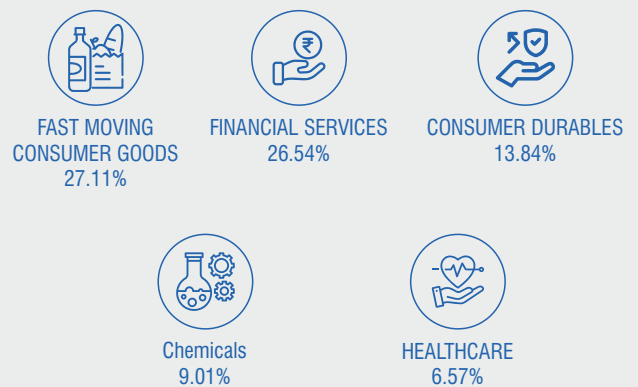 ₹
FAST MOVING
CONSUMER GOODS
27.11%
FINANCIAL SERVICES
26.54%
CONSUMER DURABLES
13.84%
Chemicals
9.01%
HEALTHCARE
6.57%